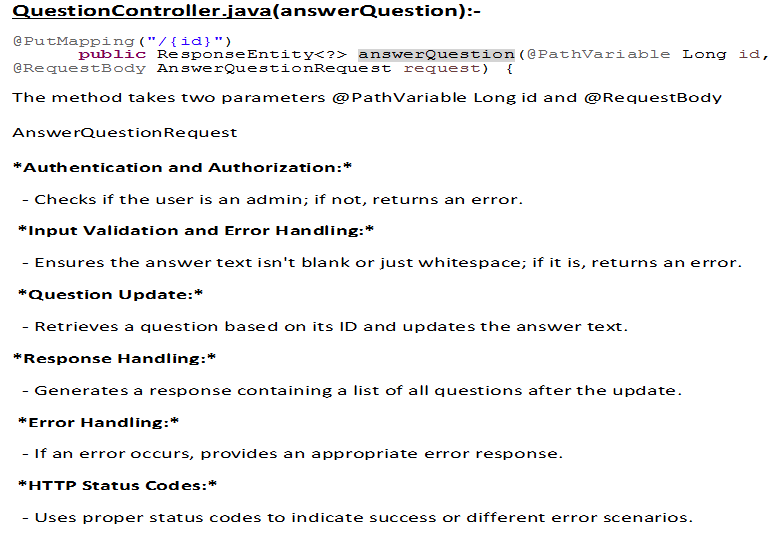 QuestionController.java(answerQuestion):-
@PutMapping("/{id}")
public ResponseEntity<?> answerQuestion(@PathVariable Long id,
@RequestBody AnswerQuestionRequest request) {
The method takes two parameters @PathVariable Long id and @RequestBody
AnswerQuestionRequest
*Authentication and Authorization:*
- Checks if the user is an admin; if not, returns an error.
*Input Validation and Error Handling:*
- Ensures the answer text isn't blank or just whitespace; if it is, returns an error.
*Question Update:*
- Retrieves a question based on its ID and updates the answer text.
*Response Handling:*
- Generates a response containing a list of all questions after the update.
*Error Handling:*
- If an error occurs, provides an appropriate error response.
*HTTP Status Codes:*
- Uses proper status codes to indicate success or different error scenarios.